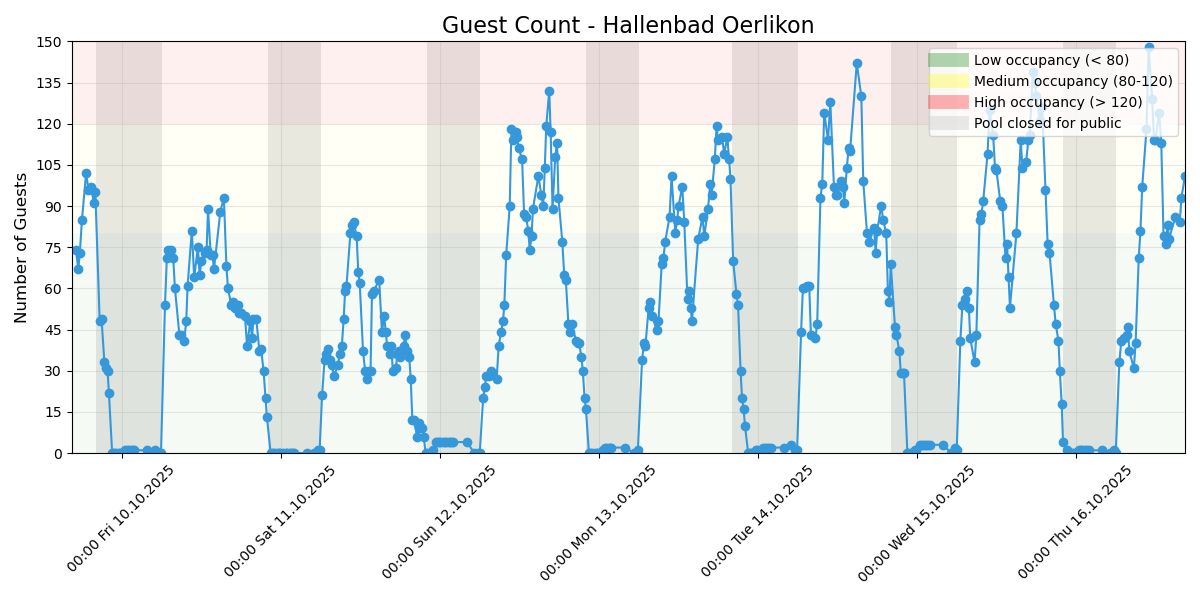 Guest Count - Hallenbad Oerlikon
Number of Guests
150
135
120
105
90
75
60
45
30
15
0
Low occupancy (< 80)
Medium occupancy (80-120)
High occupancy (> 120)
Pool closed for public
00:00 Fri 10.10.2025
00:00 Sat 11.10.2025
00:00 Sun 12.10.2025
00:00 Mon 13.10.2025
00:00 Tue 14.10.2025
00:00 Wed 15.10.2025
00:00 Thu 16.10.2025